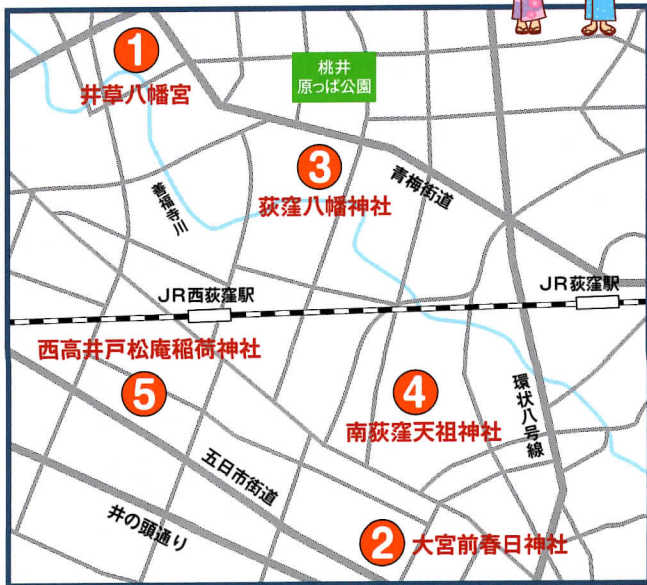 1
井草八幡宮
桃井
原っぱ公園
3
荻窪八幡神社
青梅街道
善福寺川
JR西荻窪駅
JR荻窪駅
西高井戸松庵稲荷神社
5
4
南荻窪天祖神社
環状八号線
五日市街道
井の頭通り
2
大宮前春日神社